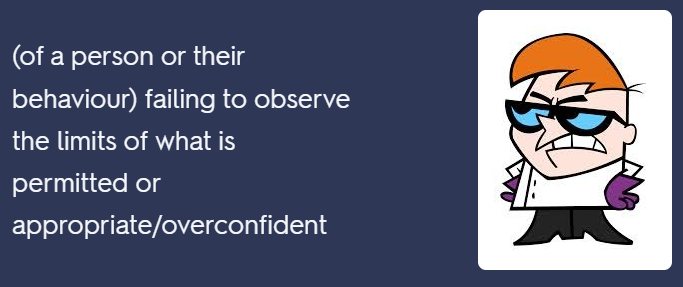 (of a person or their
behaviour) failing to observe
the limits of what is
permitted or
appropriate/overconfident